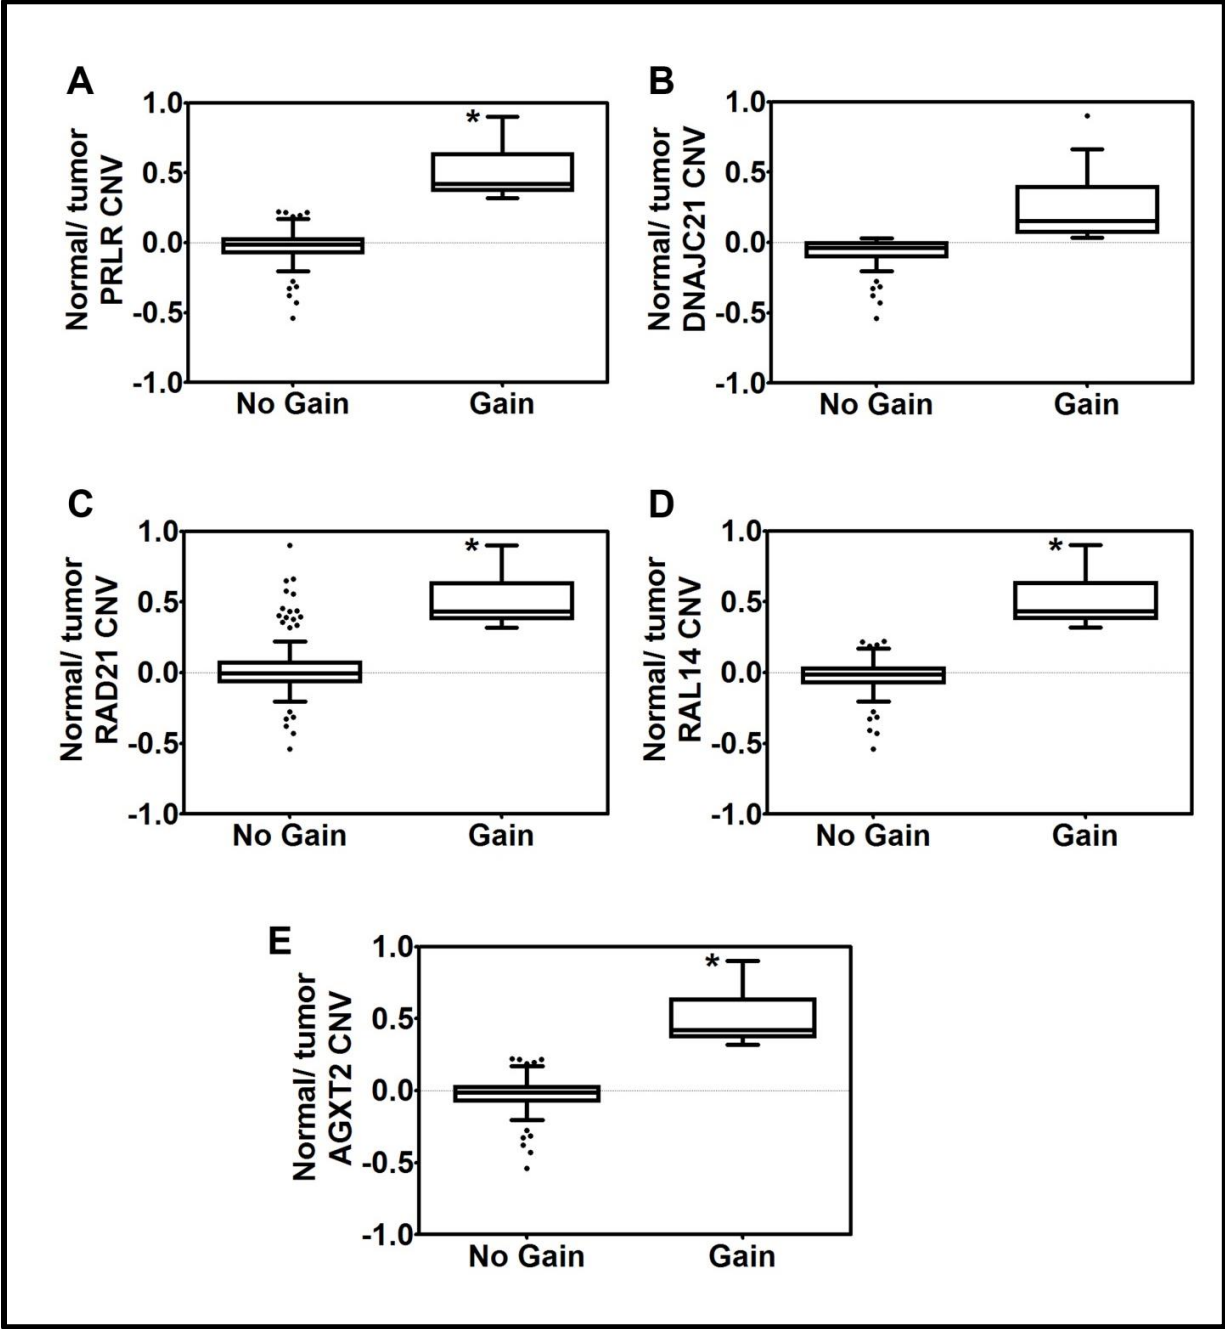 A
Normal/ tumor
PRLR CNV
1.0
0.5
0.0
-0.5
-1.0
*
No Gain
Gain
B
Normal/ tumor
DNAJC21 CNV
1.0
0.5
0.0
-0.5
-1.0
No Gain
Gain
C
Normal/ tumor
RAD21 CNV
1.0
0.5
0.0
-0.5
-1.0
*
No Gain
Gain
D
Normal/ tumor
RAL14 CNV
1.0
0.5
0.0
-0.5
-1.0
*
No Gain
Gain
E
Normal/ tumor
AGXT2 CNV
1.0
0.5
0.0
-0.5
-1.0
*
No Gain
Gain